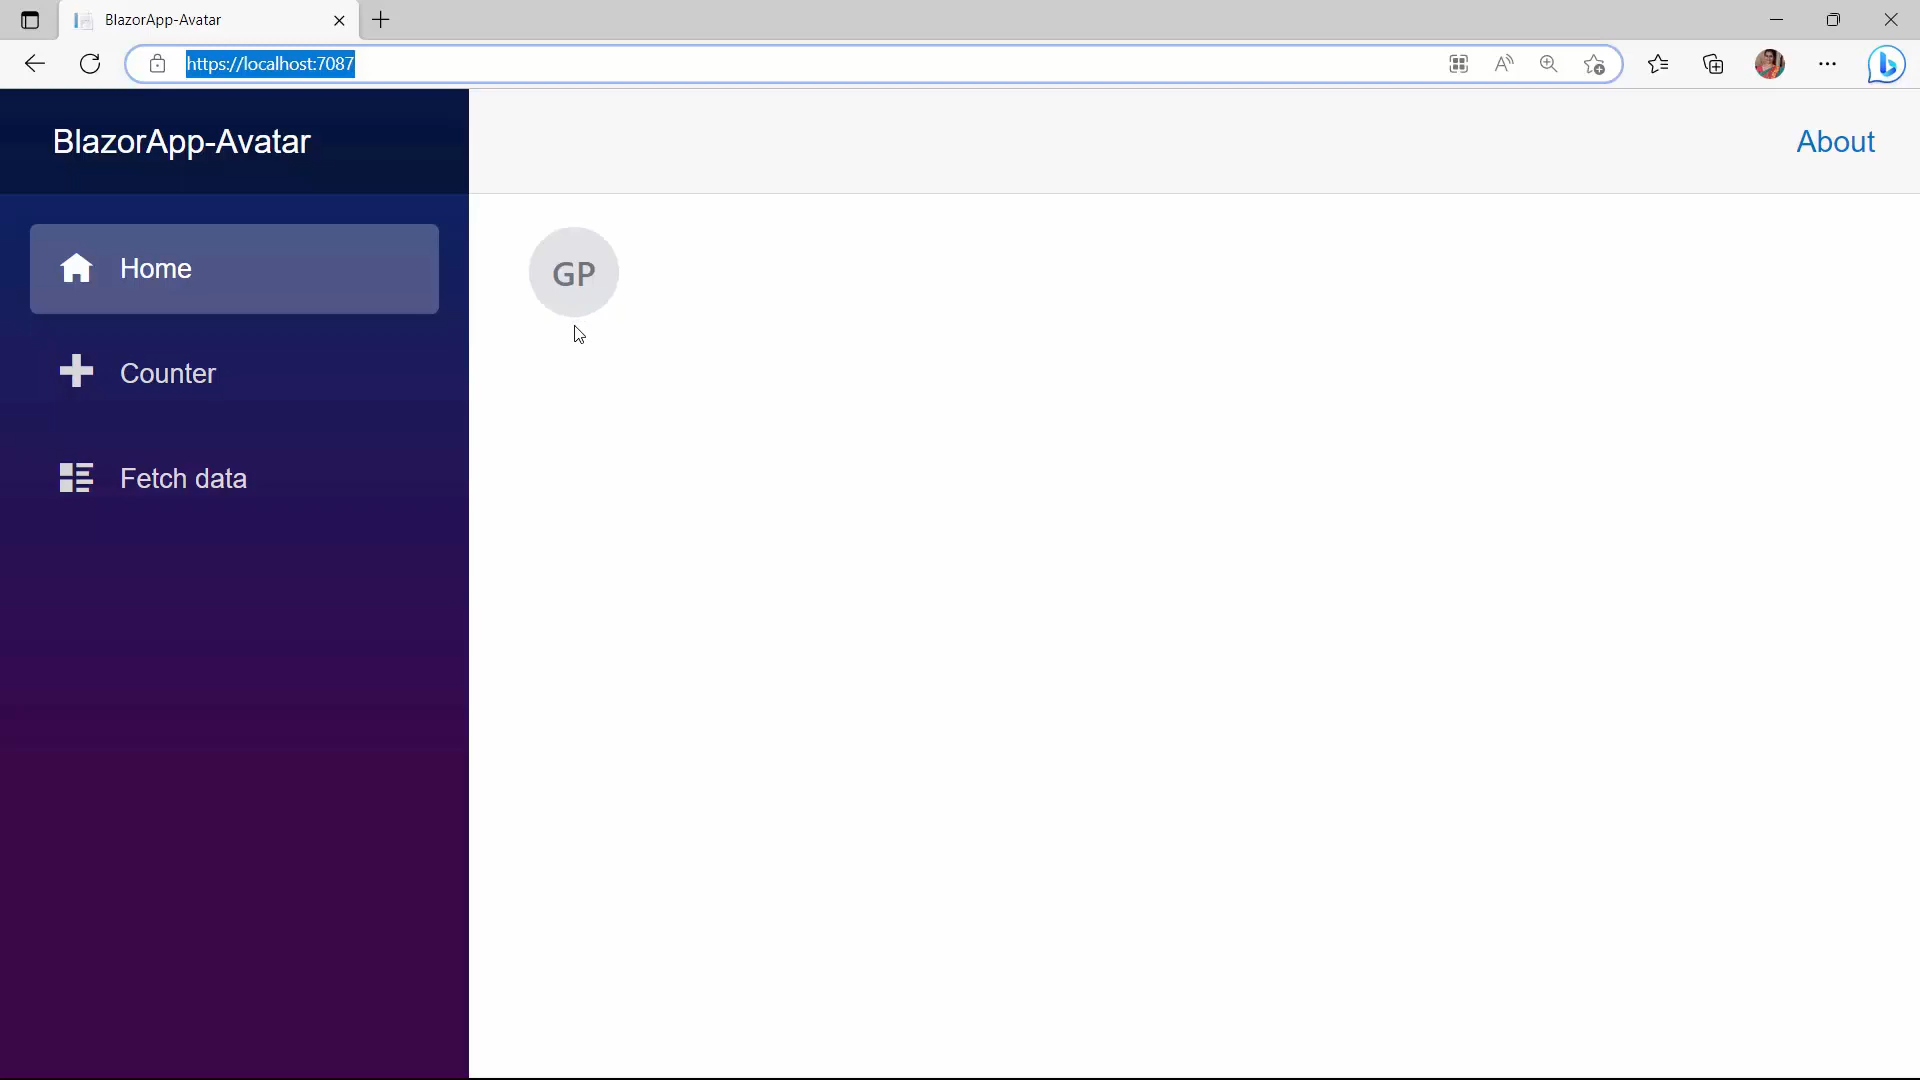 BlazorApp-Avatar
https://localhost:7087
BlazorApp-Avatar
About
Home
GP
Counter
Fetch data